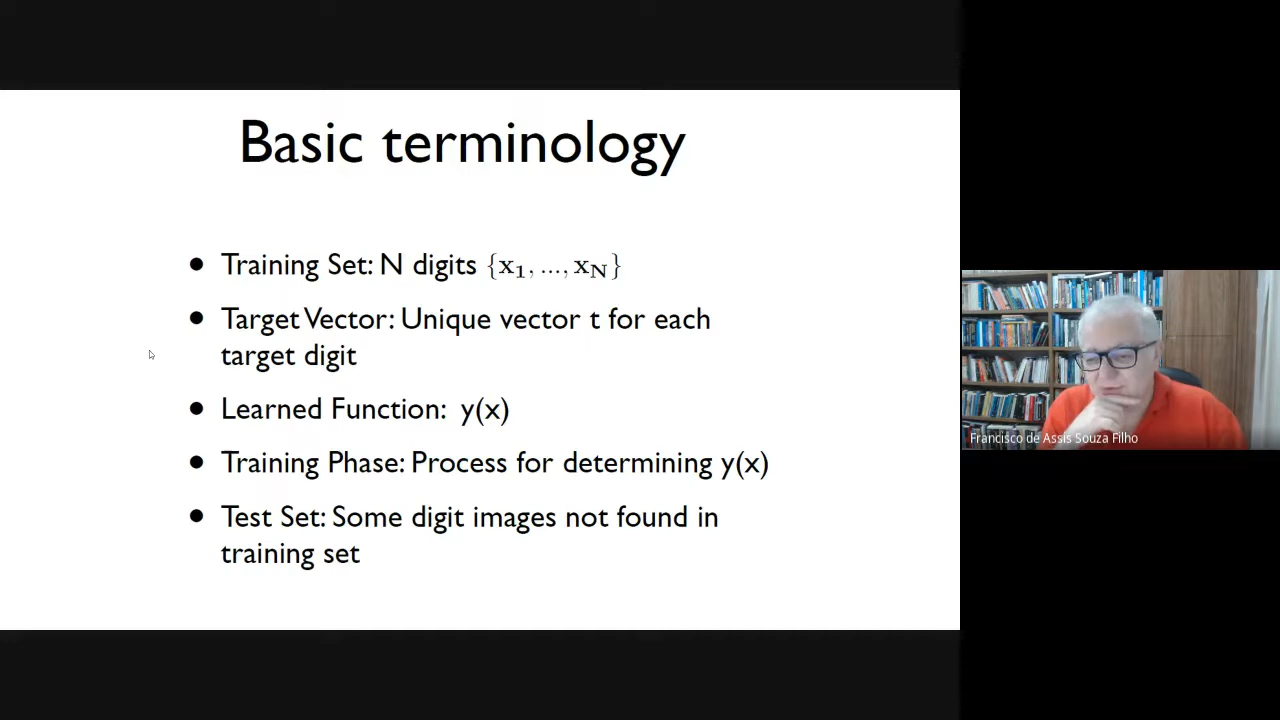 Basic terminology
• Training Set: N digits {x₁, ..., x_N}
• Target Vector: Unique vector t for each
target digit
• Learned Function: y(x)
• Training Phase: Process for determining y(x)
• Test Set: Some digit images not found in
training set
Francisco de Assis Souza Filho